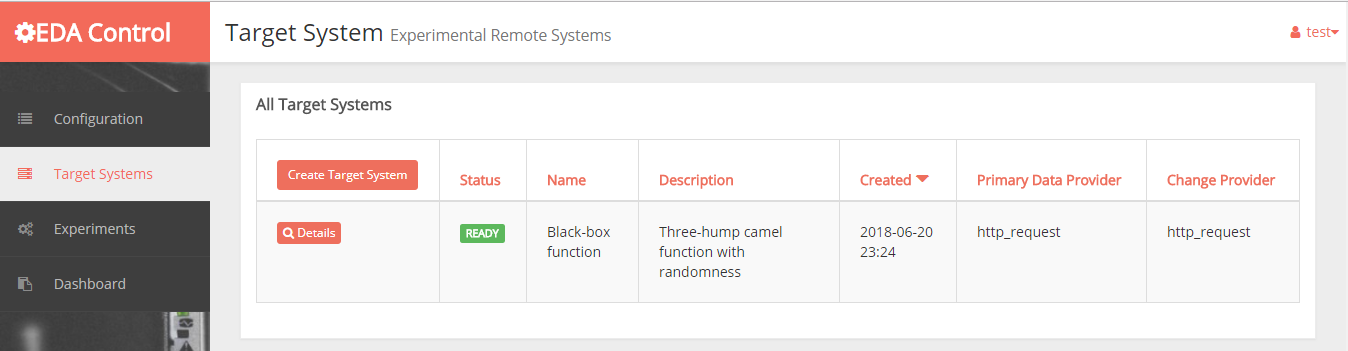 EDA Control
Target System Experimental Remote Systems
test
Configuration
Target Systems
Experiments
Dashboard
All Target Systems
Create Target System Status Name Description Created Primary Data Provider Change Provider
Details READY Black-box Three-hump camel 2018-06-20 http_request http_request
function function with 23:24
randomness